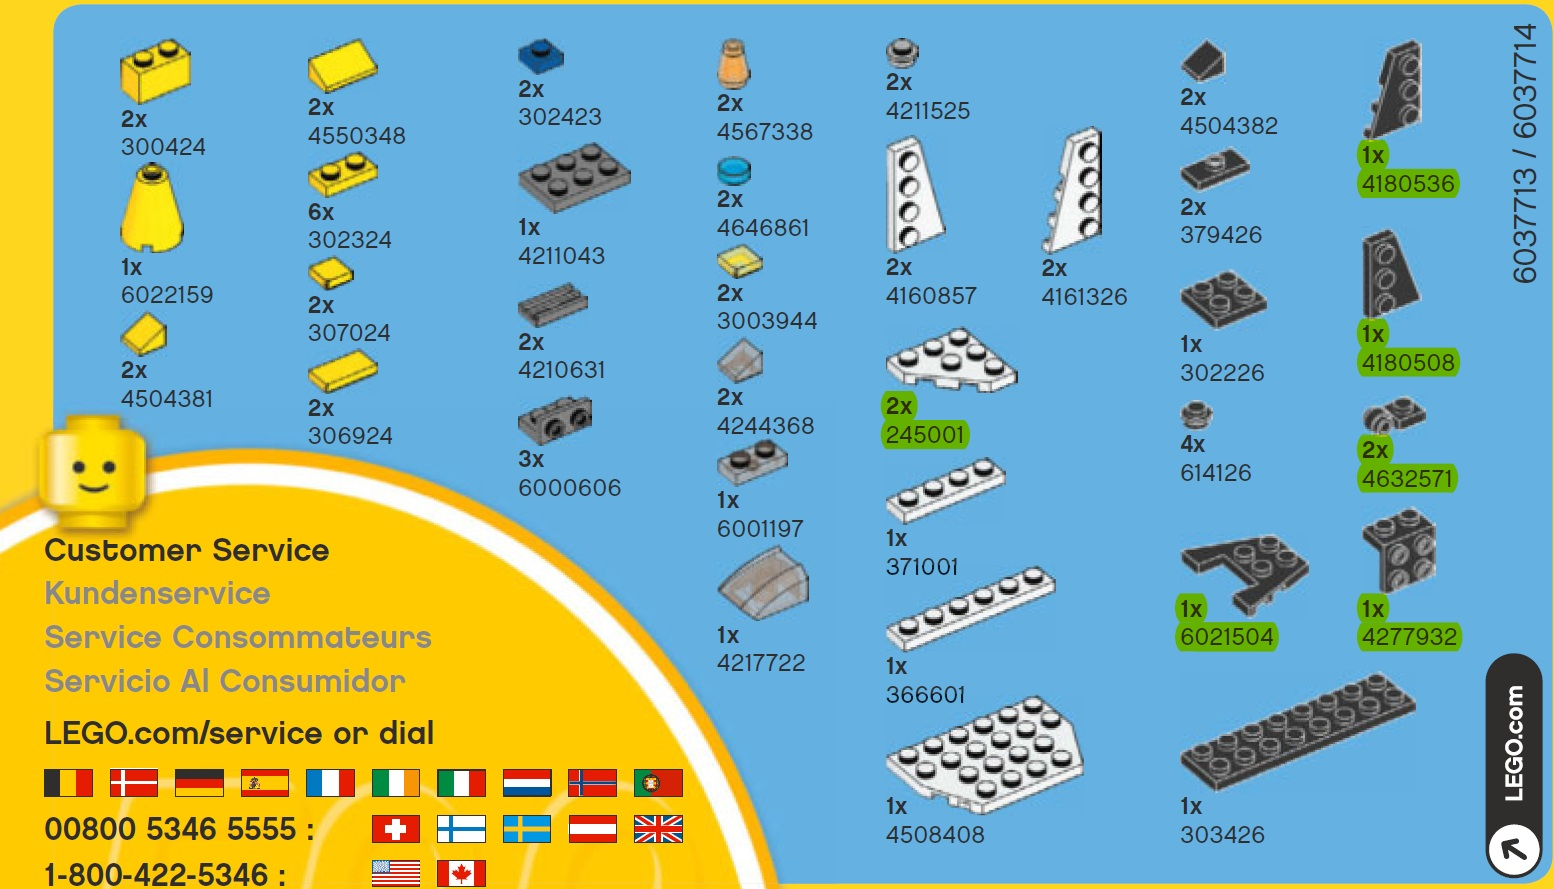 2x
300424
1x
6022159
2x
4504381
2x
4550348
6x
302324
2x
307024
2x
306924
2x
302423
1x
4211043
2x
4210631
3x
6000606
2x
4567338
2x
4646861
2x
3003944
2x
4244368
1x
6001197
1x
4217722
2x
4211525
2x
4160857
2x
4161326
2x
245001
1x
371001
1x
366601
1x
4508408
2x
4504382
2x
379426
1x
302226
4x
614126
1x
6021504
1x
303426
1x
4180536
1x
4180508
2x
4632571
1x
4277932
6037713 / 6037714
LEGO.com
Customer Service
Kundenservice
Service Consommateurs
Servicio Al Consumidor
LEGO.com/service or dial
00800 5346 5555 :
1-800-422-5346 :